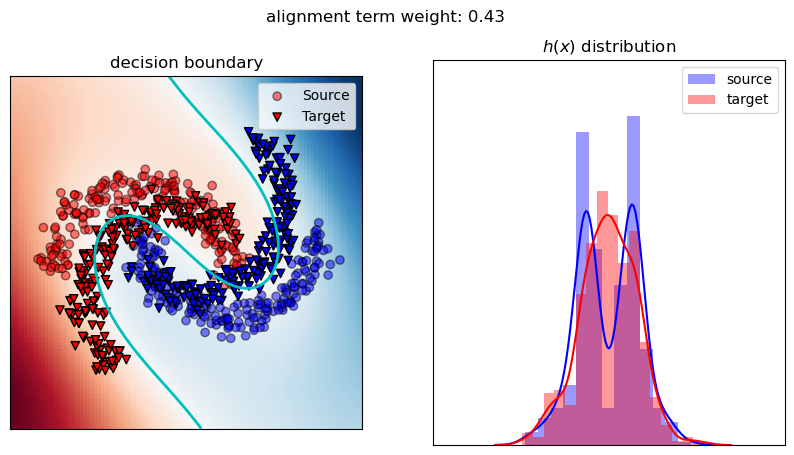 alignment term weight: 0.43
decision boundary
Source
Target
h(x) distribution
source
target